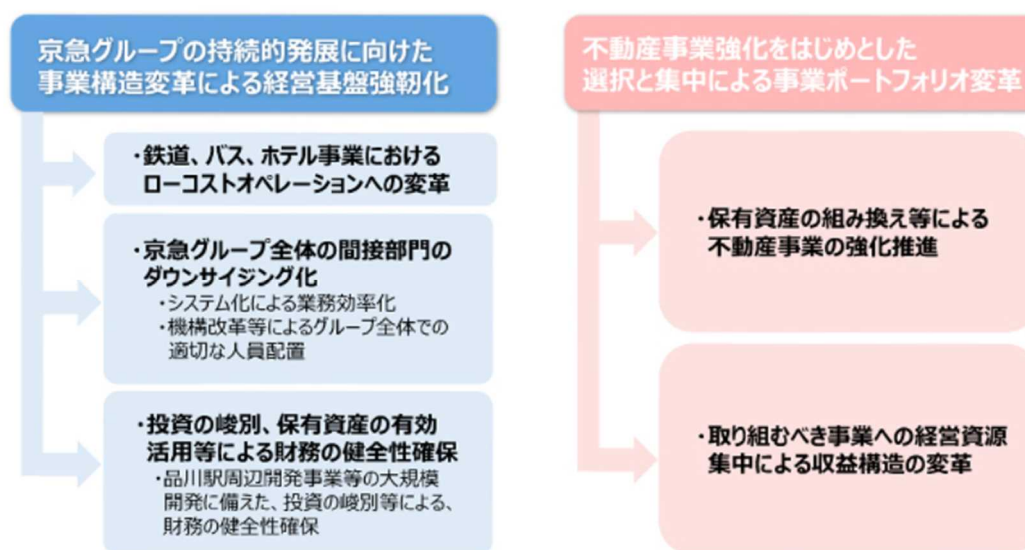 京急グループの持続的発展に向けた
事業構造変革による経営基盤強靭化
・鉄道、バス、ホテル事業における
ローコストオペレーションへの変革
・京急グループ全体の間接部門の
ダウンサイジング化
・システム化による業務効率化
・機構改革等によるグループ全体での
適切な人員配置
・投資の峻別、保有資産の有効
活用等による財務の健全性確保
・品川駅周辺開発事業等の大規模
開発に備えた、投資の峻別等による、
財務の健全性確保
不動産事業強化をはじめとした
選択と集中による事業ポートフォリオ変革
・保有資産の組み換え等による
不動産事業の強化推進
・取り組むべき事業への経営資源
集中による収益構造の変革